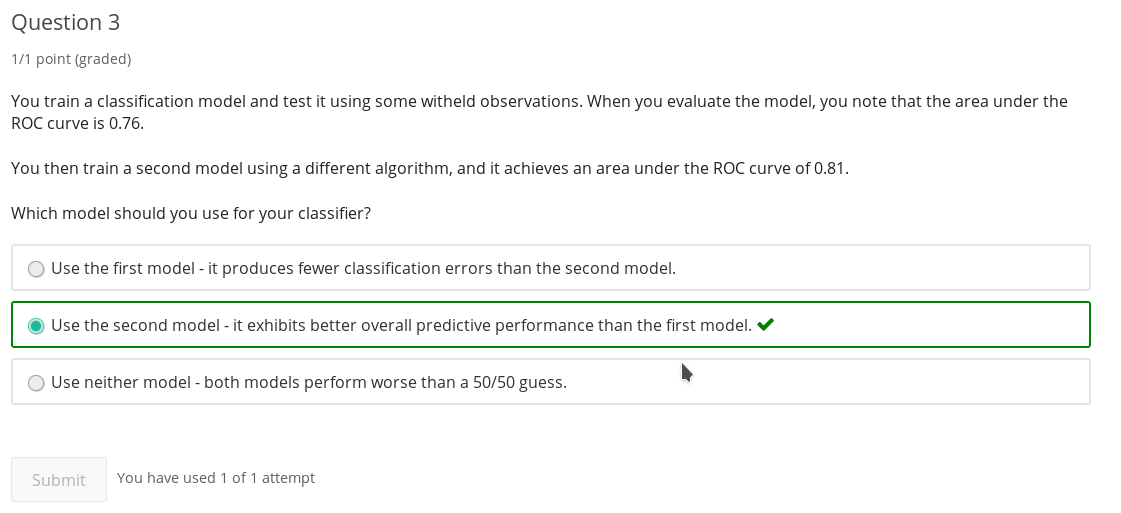 Question 3
1/1 point (graded)
You train a classification model and test it using some witheld observations. When you evaluate the model, you note that the area under the
ROC curve is 0.76.
You then train a second model using a different algorithm, and it achieves an area under the ROC curve of 0.81.
Which model should you use for your classifier?
Use the first model - it produces fewer classification errors than the second model.
Use the second model - it exhibits better overall predictive performance than the first model.
Use neither model - both models perform worse than a 50/50 guess.
Submit You have used 1 of 1 attempt